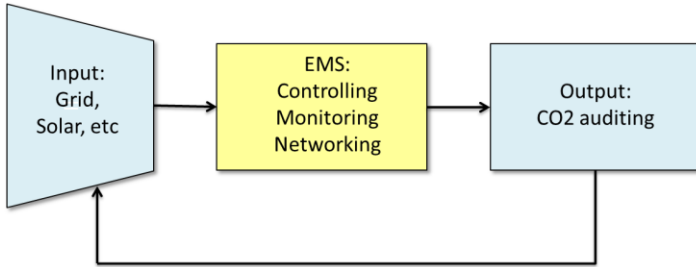 Input:
Grid,
Solar, etc
EMS:
Controlling
Monitoring
Networking
Output:
CO2 auditing